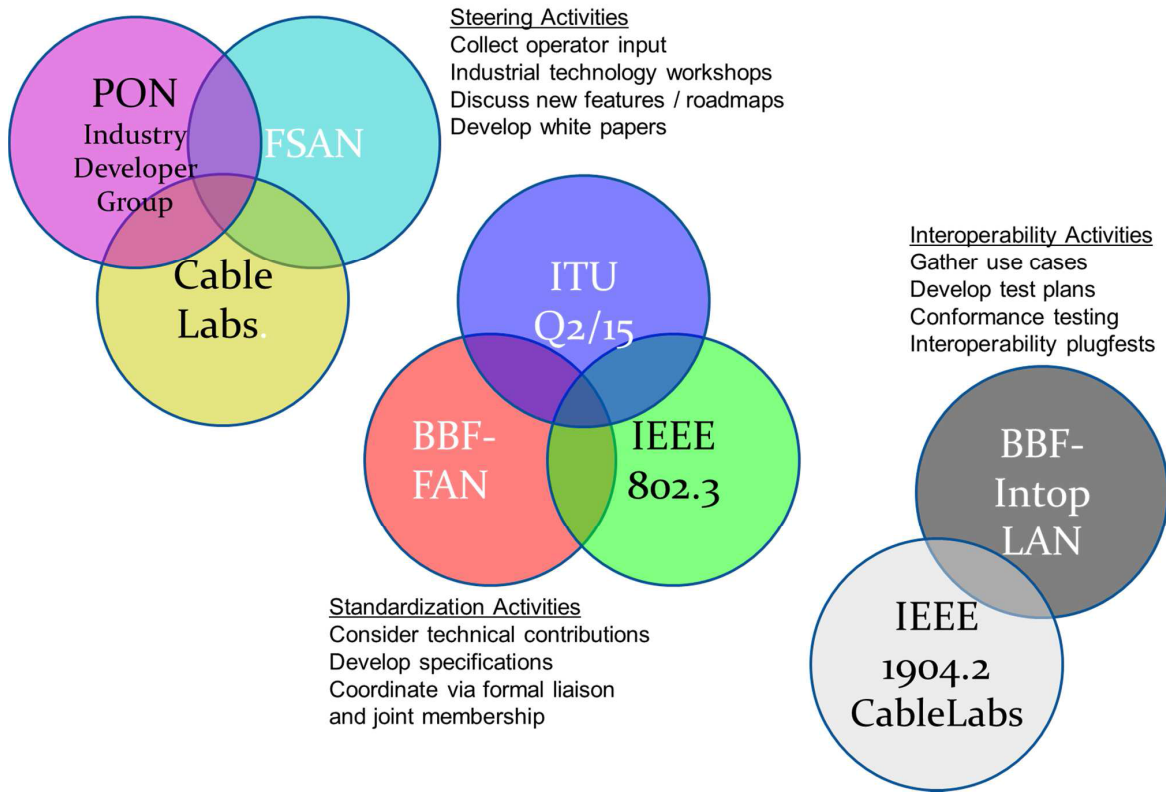 Steering Activities
Collect operator input
Industrial technology workshops
Discuss new features / roadmaps
Develop white papers
PON
Industry
Developer
Group
FSAN
Cable
Labs.
ITU
Q2/15
BBF-
FAN
IEEE
802.3
Standardization Activities
Consider technical contributions
Develop specifications
Coordinate via formal liaison
and joint membership
Interoperability Activities
Gather use cases
Develop test plans
Conformance testing
Interoperability plugfests
BBF-
Intop
LAN
IEEE
1904.2
CableLabs